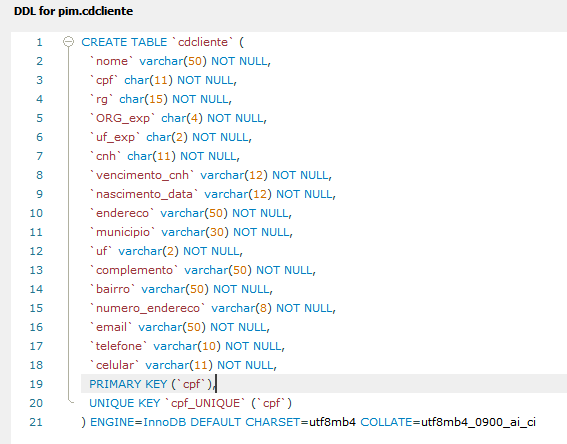 DDL for pim.cdcliente
1 CREATE TABLE `cdcliente` (
2 `nome` varchar(50) NOT NULL,
3 `cpf` char(11) NOT NULL,
4 `rg` char(15) NOT NULL,
5 `ORG_exp` char(4) NOT NULL,
6 `uf_exp` char(2) NOT NULL,
7 `cnh` char(11) NOT NULL,
8 `vencimento_cnh` varchar(12) NOT NULL,
9 `nascimento_data` varchar(12) NOT NULL,
10 `endereco` varchar(50) NOT NULL,
11 `municipio` varchar(30) NOT NULL,
12 `uf` varchar(2) NOT NULL,
13 `complemento` varchar(50) NOT NULL,
14 `bairro` varchar(50) NOT NULL,
15 `numero_endereco` varchar(8) NOT NULL,
16 `email` varchar(50) NOT NULL,
17 `telefone` varchar(10) NOT NULL,
18 `celular` varchar(11) NOT NULL,
19 PRIMARY KEY (`cpf`),
20 UNIQUE KEY `cpf_UNIQUE` (`cpf`)
21 ) ENGINE=InnoDB DEFAULT CHARSET=utf8mb4 COLLATE=utf8mb4_0900_ai_ci